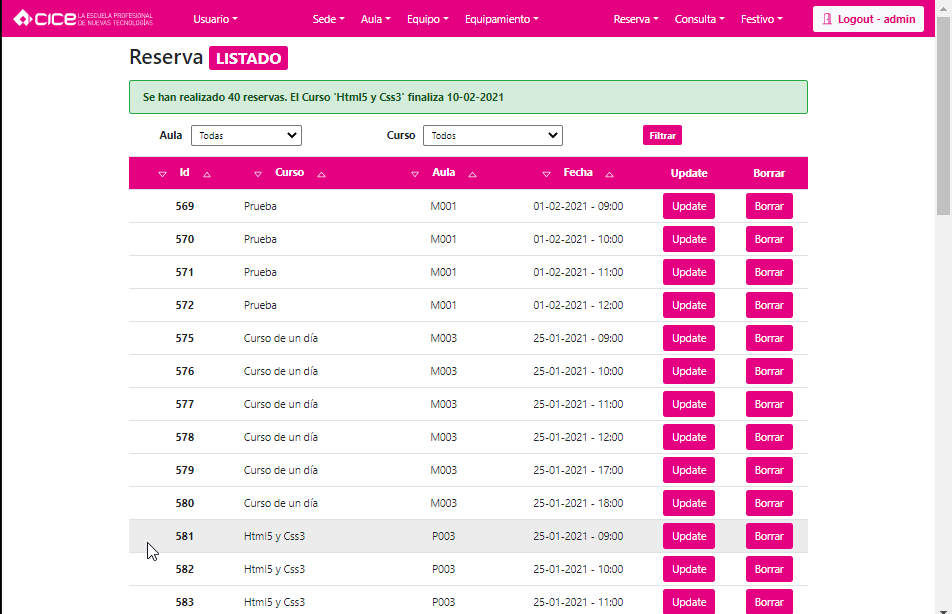 CICE LA ESCUELA PROFESIONAL DE NUEVAS TECNOLOGÍAS Usuario Sede Aula Equipo Equipamiento Reserva Consulta Festivo Logout - admin
Reserva LISTADO
Se han realizado 40 reservas. El Curso 'Html5 y Css3' finaliza 10-02-2021
Aula Todas Curso Todos Filtrar
Id Curso Aula Fecha Update Borrar
569 Prueba M001 01-02-2021 - 09:00 Update Borrar
570 Prueba M001 01-02-2021 - 10:00 Update Borrar
571 Prueba M001 01-02-2021 - 11:00 Update Borrar
572 Prueba M001 01-02-2021 - 12:00 Update Borrar
575 Curso de un día M003 25-01-2021 - 09:00 Update Borrar
576 Curso de un día M003 25-01-2021 - 10:00 Update Borrar
577 Curso de un día M003 25-01-2021 - 11:00 Update Borrar
578 Curso de un día M003 25-01-2021 - 12:00 Update Borrar
579 Curso de un día M003 25-01-2021 - 17:00 Update Borrar
580 Curso de un día M003 25-01-2021 - 18:00 Update Borrar
581 Html5 y Css3 P003 25-01-2021 - 09:00 Update Borrar
582 Html5 y Css3 P003 25-01-2021 - 10:00 Update Borrar
583 Html5 y Css3 P003 25-01-2021 - 11:00 Update Borrar